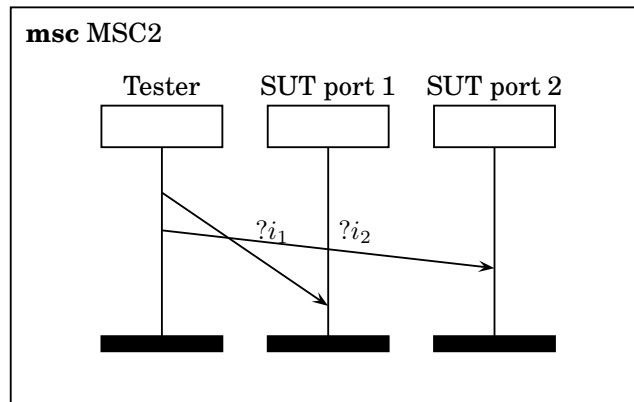 msc MSC2
Tester SUT port 1 SUT port 2
?i₁ ?i₂